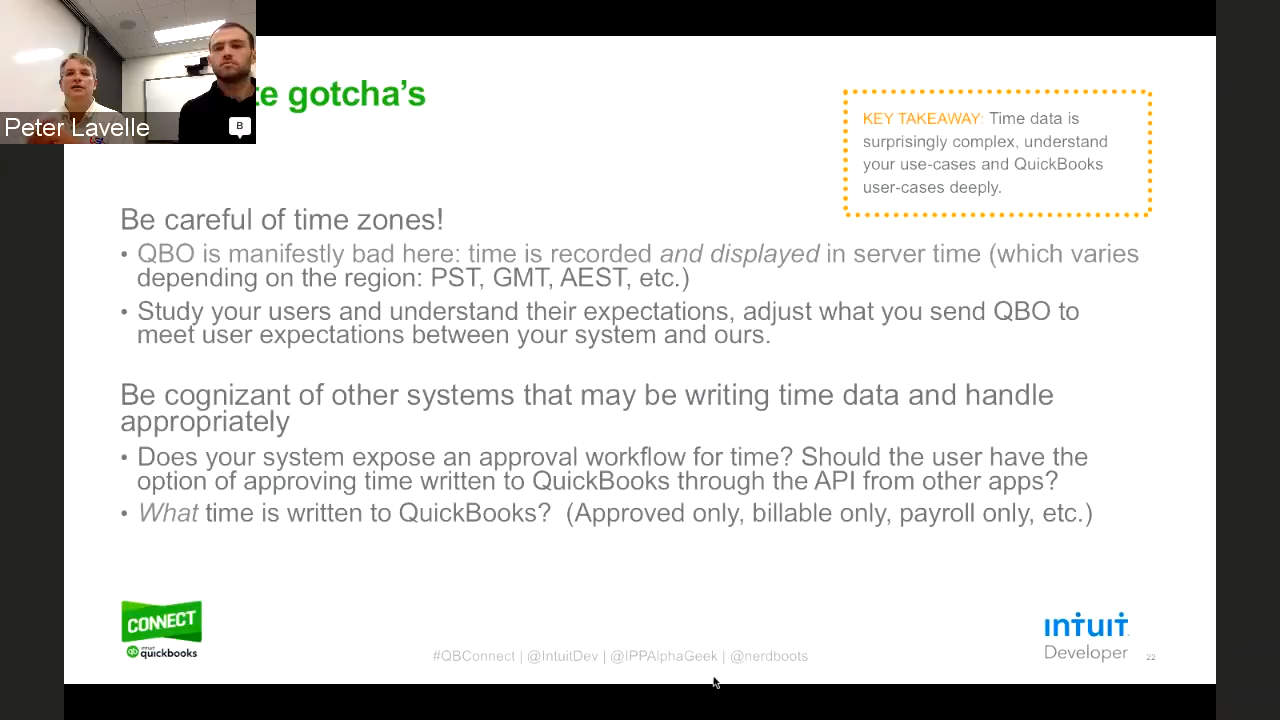 Peter Lavelle
B
te gotcha's
KEY TAKEAWAY: Time data is
surprisingly complex, understand
your use-cases and QuickBooks
user-cases deeply.
Be careful of time zones!
• QBO is manifestly bad here: time is recorded and displayed in server time (which varies
depending on the region: PST, GMT, AEST, etc.)
• Study your users and understand their expectations, adjust what you send QBO to
meet user expectations between your system and ours.
Be cognizant of other systems that may be writing time data and handle
appropriately
• Does your system expose an approval workflow for time? Should the user have the
option of approving time written to QuickBooks through the API from other apps?
• What time is written to QuickBooks?  (Approved only, billable only, payroll only, etc.)
CONNECT
intuit
qb quickbooks
#QBConnect | @IntuitDev | @IPPAlphaGeek | @nerdboots
intuit
Developer
22